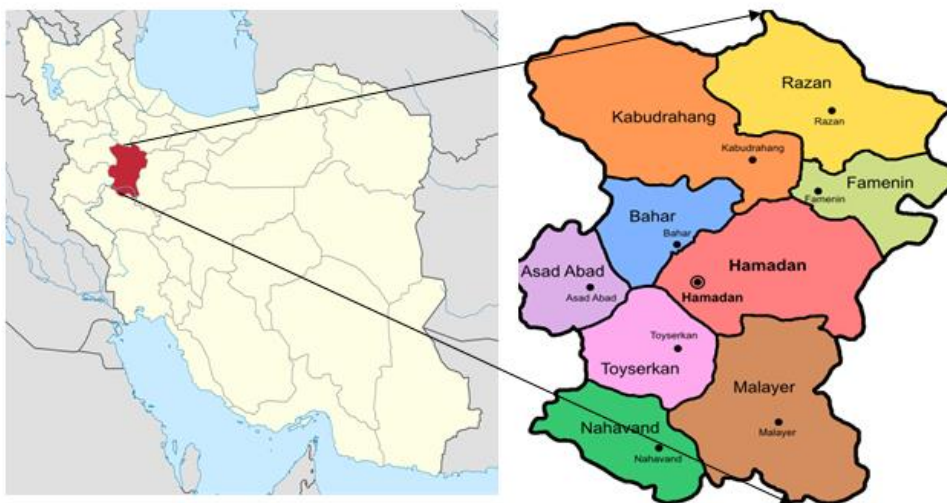 Razan
Razan
Kabudrahang
Kabudrahang
Famenin
Famenin
Bahar
Bahar
Hamadan
Hamadan
Asad Abad
Asad Abad
Toyserkan
Toyserkan
Malayer
Malayer
Nahavand
Nahavand